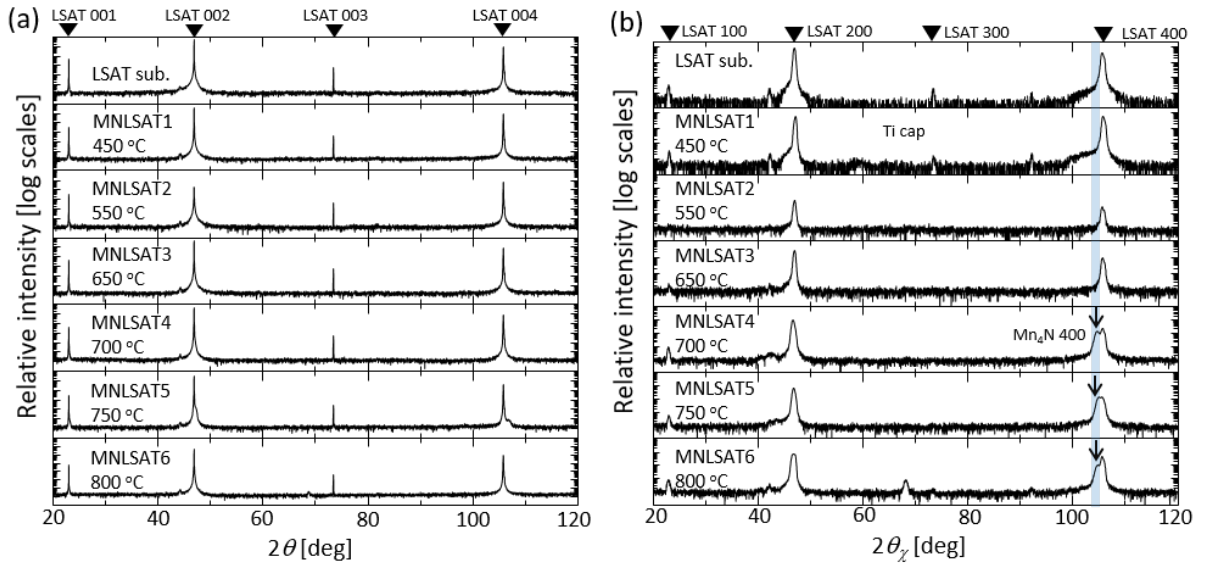 (a)
LSAT 001
LSAT 002
LSAT 003
LSAT 004
LSAT sub.
MNLSAT1
450 °C
MNLSAT2
550 °C
MNLSAT3
650 °C
MNLSAT4
700 °C
MNLSAT5
750 °C
MNLSAT6
800 °C
Relative intensity [log scales]
20 40 60 80 100 120
2θ [deg]
(b)
LSAT 100
LSAT 200
LSAT 300
LSAT 400
LSAT sub.
MNLSAT1
450 °C
Ti cap
MNLSAT2
550 °C
MNLSAT3
650 °C
MNLSAT4
700 °C
Mn₄N 400
MNLSAT5
750 °C
MNLSAT6
800 °C
Relative intensity [log scales]
20 40 60 80 100 120
2θᵪ [deg]